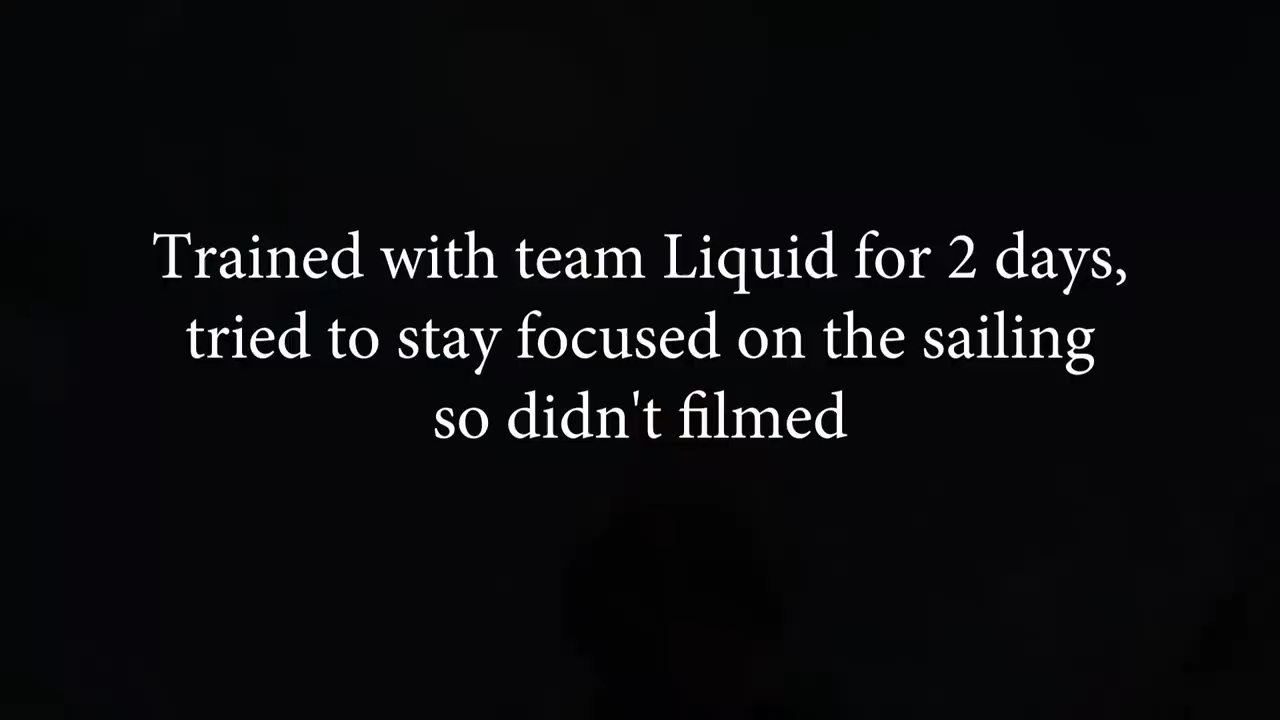 Trained with team Liquid for 2 days,
tried to stay focused on the sailing
so didn't filmed